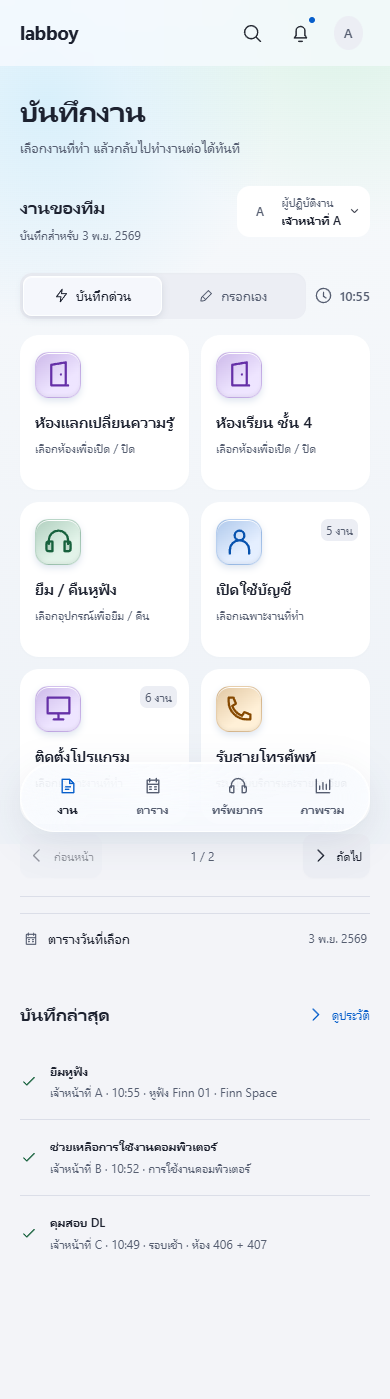 labboy
A
บันทึกงาน
เลือกงานที่ทำ แล้วกลับไปทำงานต่อได้ทันที
งานของทีม
บันทึกสำหรับ 3 พ.ย. 2569
A
ผู้ปฏิบัติงาน
เจ้าหน้าที่ A
บันทึกด่วน
กรอกเอง
10:55
ห้องแลกเปลี่ยนความรู้
เลือกห้องเพื่อเปิด / ปิด
ห้องเรียน ชั้น 4
เลือกห้องเพื่อเปิด / ปิด
ยืม / คืนหูฟัง
เลือกอุปกรณ์เพื่อยืม / คืน
5 งาน
เปิดใช้บัญชี
เลือกเฉพาะงานที่ทำ
6 งาน
ติดตั้งโปรแกรม
รับสายโทรศัพท์
งาน
ตาราง
ทรัพยากร
ภาพรวม
ก่อนหน้า
1 / 2
ถัดไป
ตารางวันที่เลือก
3 พ.ย. 2569
บันทึกล่าสุด
ดูประวัติ
ยืมหูฟัง
เจ้าหน้าที่ A · 10:55 · หูฟัง Finn 01 · Finn Space
ช่วยเหลือการใช้งานคอมพิวเตอร์
เจ้าหน้าที่ B · 10:52 · การใช้งานคอมพิวเตอร์
คุมสอบ DL
เจ้าหน้าที่ C · 10:49 · รอบเช้า · ห้อง 406 + 407